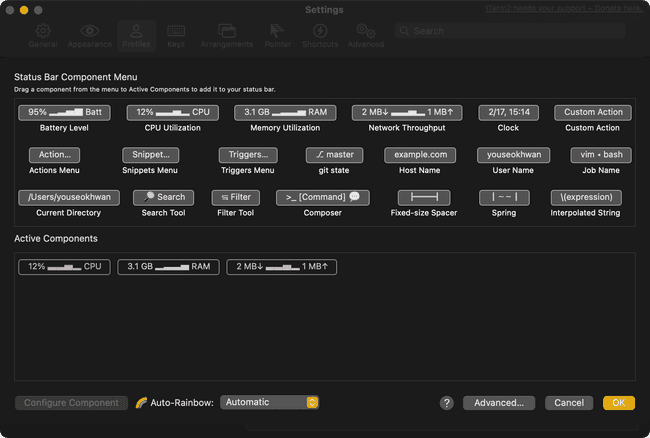 Settings
iTerm2 needs your support – Donate here.
General Appearance Profiles Keys Arrangements Pointer Shortcuts Advanced Search
Status Bar Component Menu
Drag a component from the menu to Active Components to add it to your status bar.
95% Batt 12% CPU 3.1 GB RAM 2 MB↓ 1 MB↑ 2/17, 15:14 Custom Action
Battery Level CPU Utilization Memory Utilization Network Throughput Clock Custom Action
Action... Snippet... Triggers... master example.com youseokhwan vim • bash
Actions Menu Snippets Menu Triggers Menu git state Host Name User Name Job Name
/Users/youseokhwan Search Filter >_ [Command] \(expression)
Current Directory Search Tool Filter Tool Composer Fixed-size Spacer Spring Interpolated String
Active Components
12% CPU 3.1 GB RAM 2 MB↓ 1 MB↑
Configure Component Auto-Rainbow: Automatic ? Advanced... Cancel OK